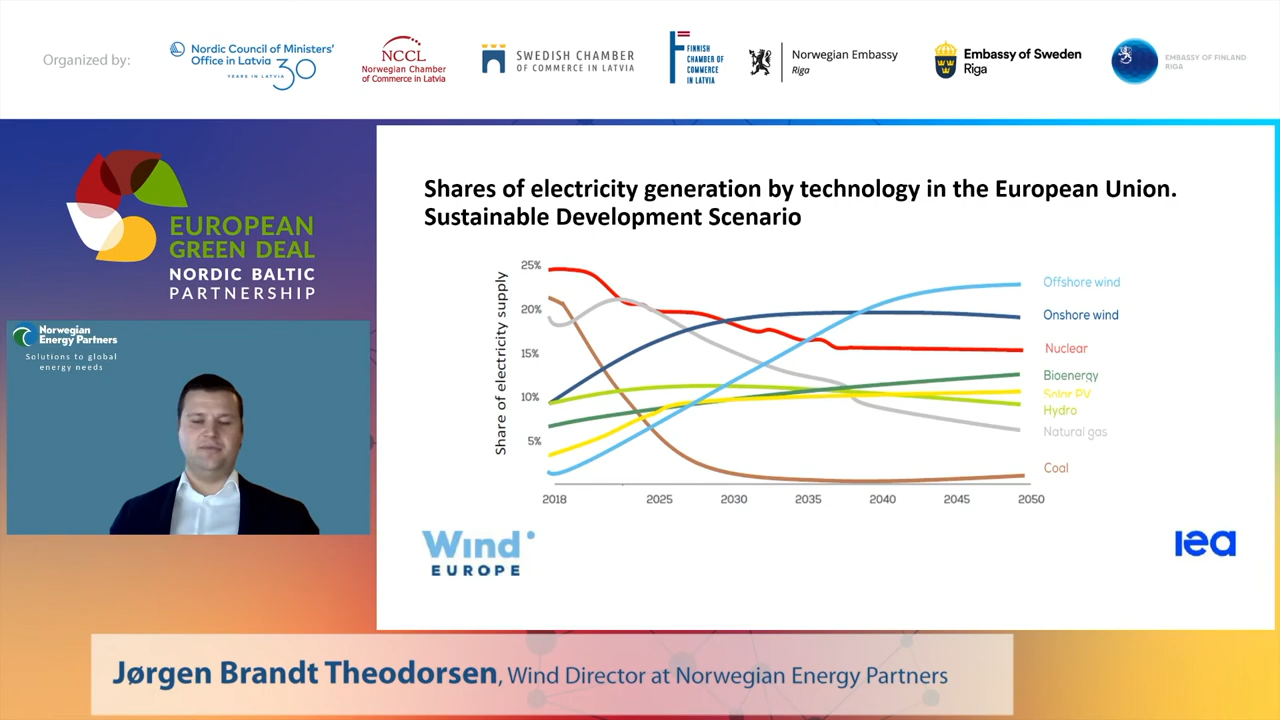 Organized by:
Nordic Council of Ministers’
Office in Latvia
YEARS IN LATVIA 30
NCCL
Norwegian Chamber
of Commerce in Latvia
SWEDISH CHAMBER
OF COMMERCE IN LATVIA
FINNISH
CHAMBER OF
COMMERCE
IN LATVIA
Norwegian Embassy
Riga
Embassy of Sweden
Riga
EMBASSY OF FINLAND
RIGA
EUROPEAN
GREEN DEAL
NORDIC BALTIC
PARTNERSHIP
Norwegian
Energy Partners
Solutions to global
energy needs
Shares of electricity generation by technology in the European Union.
Sustainable Development Scenario
Share of electricity supply
25%
20%
15%
10%
5%
2018 2025 2030 2035 2040 2045 2050
Offshore wind
Onshore wind
Nuclear
Bioenergy
Solar PV
Hydro
Natural gas
Coal
Wind
EUROPE
iea
Jørgen Brandt Theodorsen, Wind Director at Norwegian Energy Partners